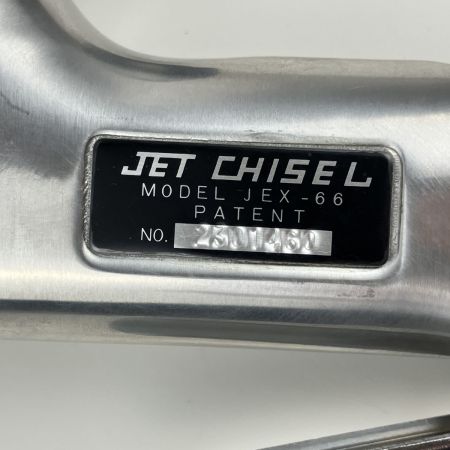 JET CHISEL
MODEL JEX-66
PATENT
NO. 2301460